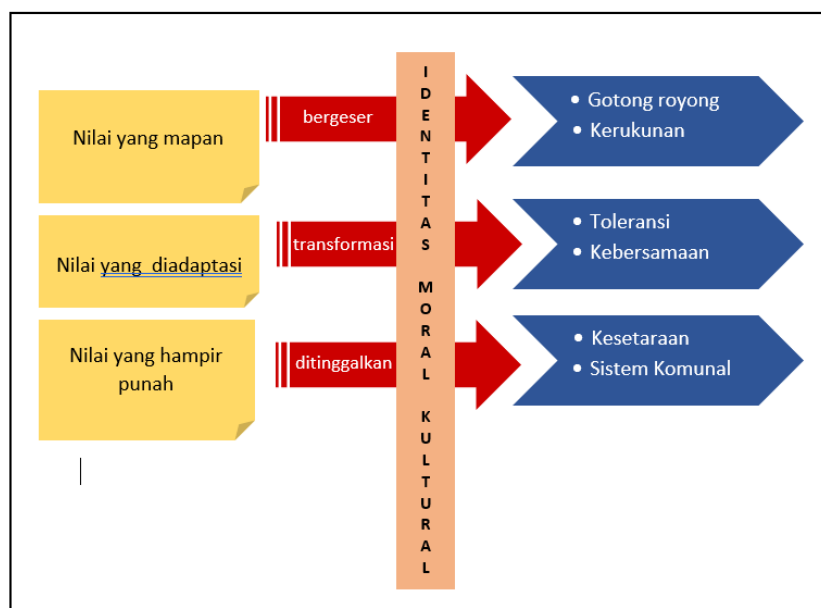 Nilai yang mapan
bergeser
• Gotong royong
• Kerukunan
Nilai yang diadaptasi
transformasi
• Toleransi
• Kebersamaan
Nilai yang hampir
punah
ditinggalkan
• Kesetaraan
• Sistem Komunal
IDENTITAS MORAL KULTURAL